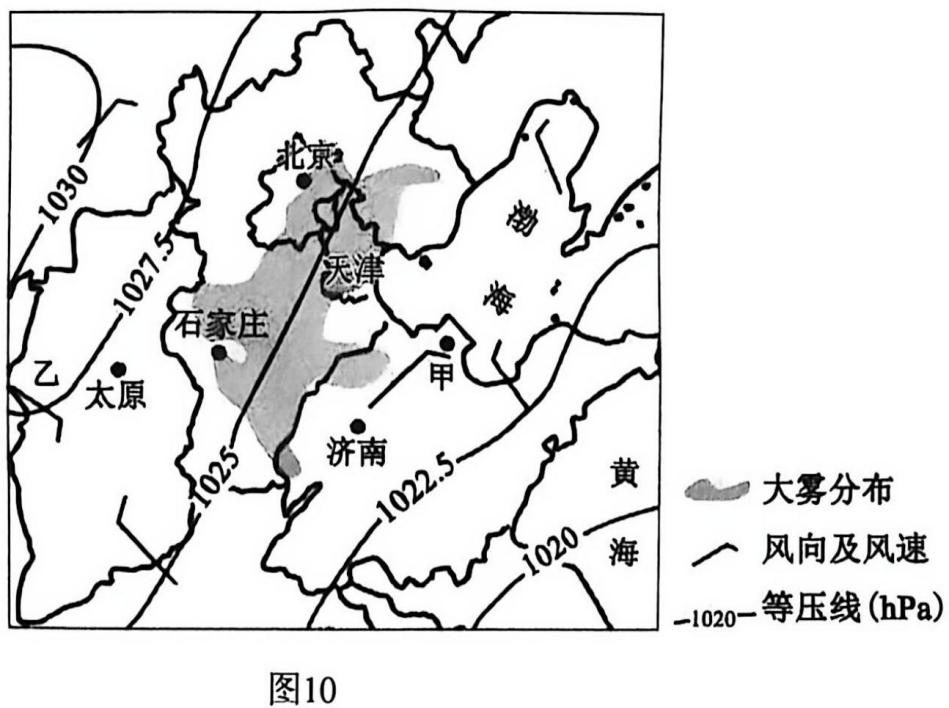 北京
1030
渤
海
1027.5
天津
石家庄
乙
太原
甲
济南
1025
1022.5
黄
海
1020
大雾分布
风向及风速
-1020- 等压线(hPa)
图10